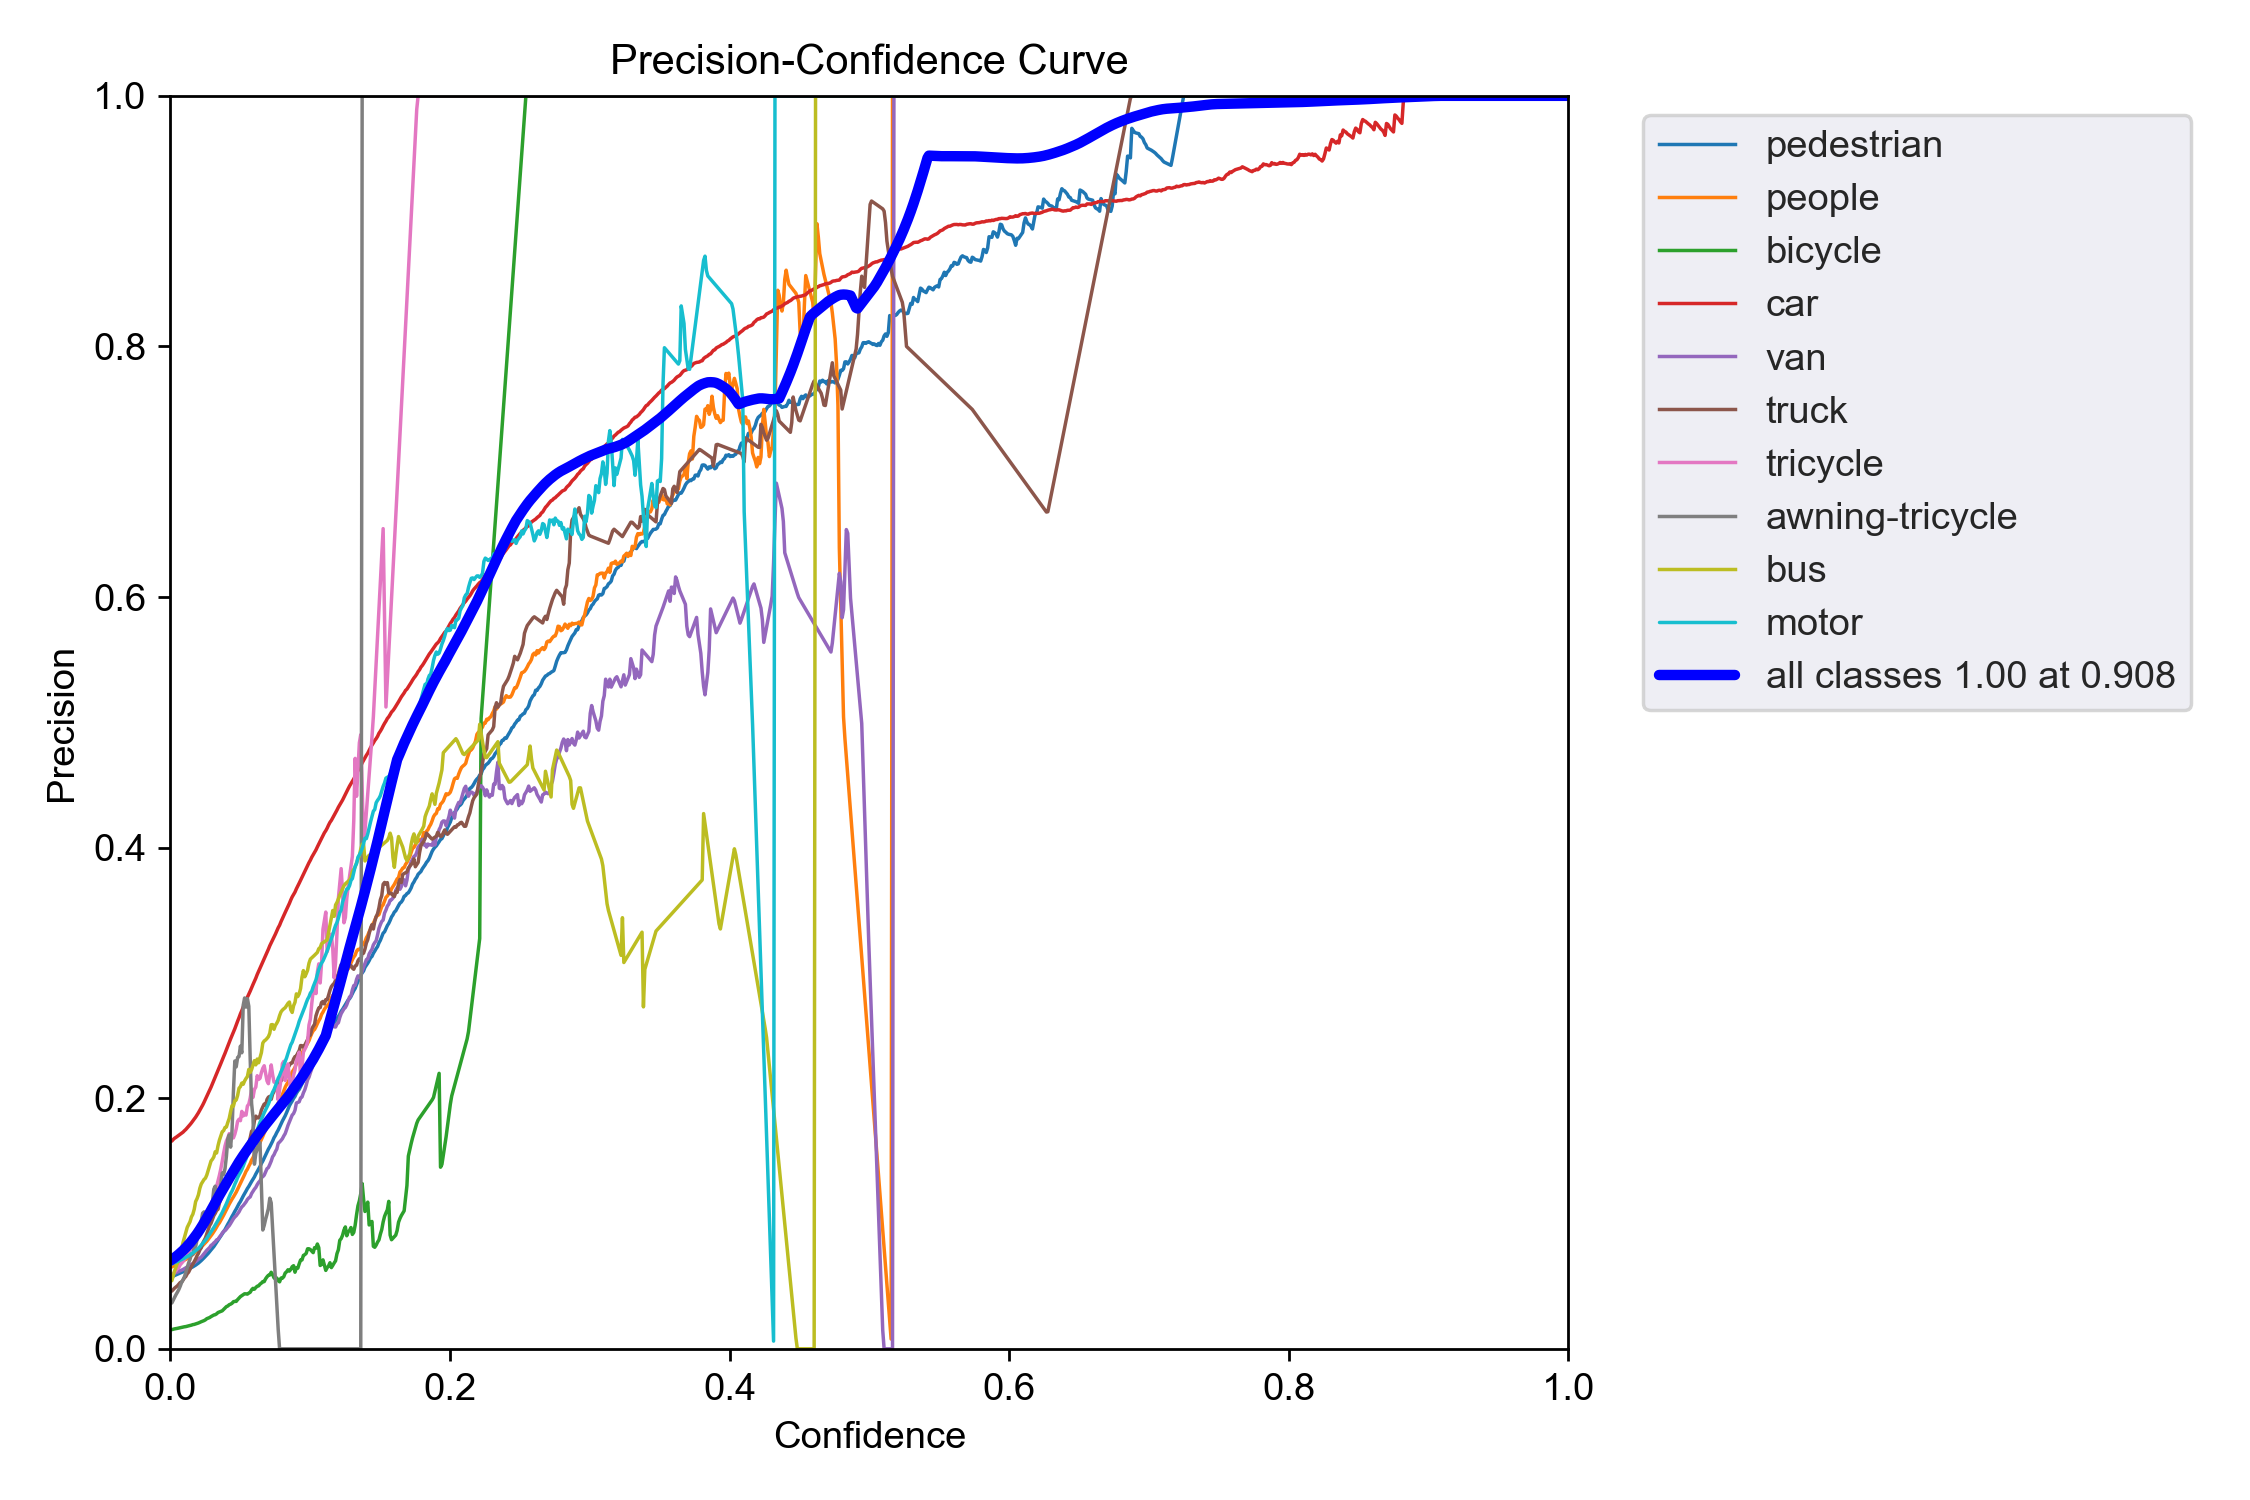 Precision-Confidence Curve
1.0
0.8
0.6
0.4
0.2
0.0
Precision
0.0 0.2 0.4 0.6 0.8 1.0
Confidence
pedestrian
people
bicycle
car
van
truck
tricycle
awning-tricycle
bus
motor
all classes 1.00 at 0.908